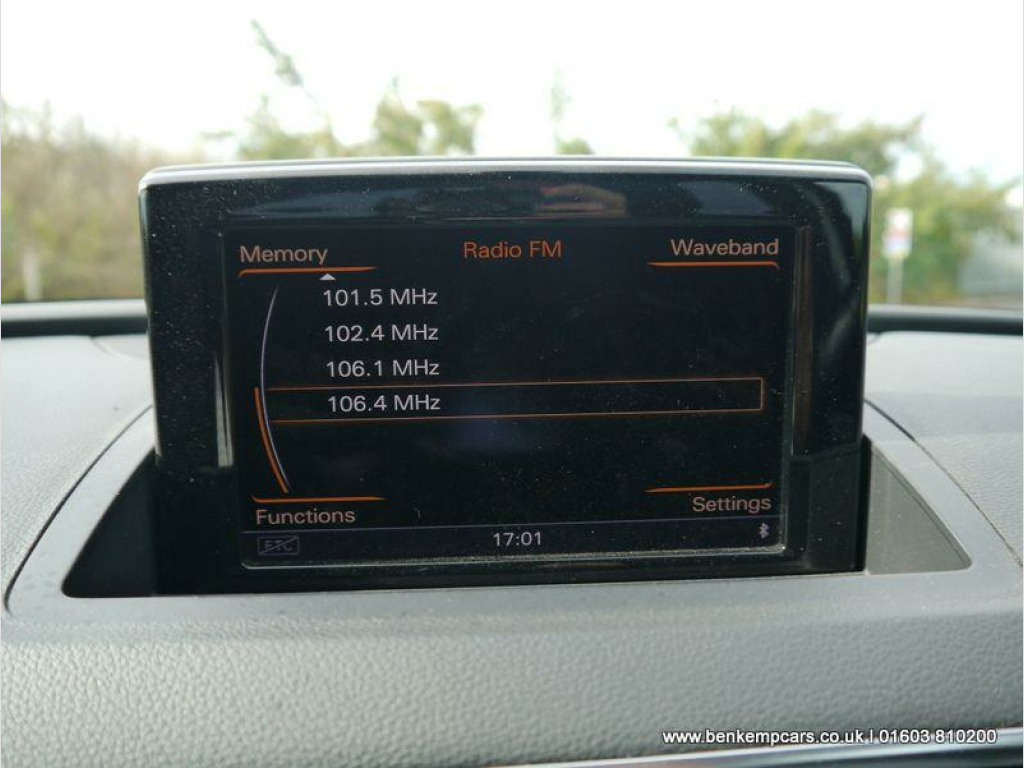 Memory Radio FM Waveband
101.5 MHz
102.4 MHz
106.1 MHz
106.4 MHz
Functions Settings
ETC 17:01
www.benkempcars.co.uk | 01603 810200